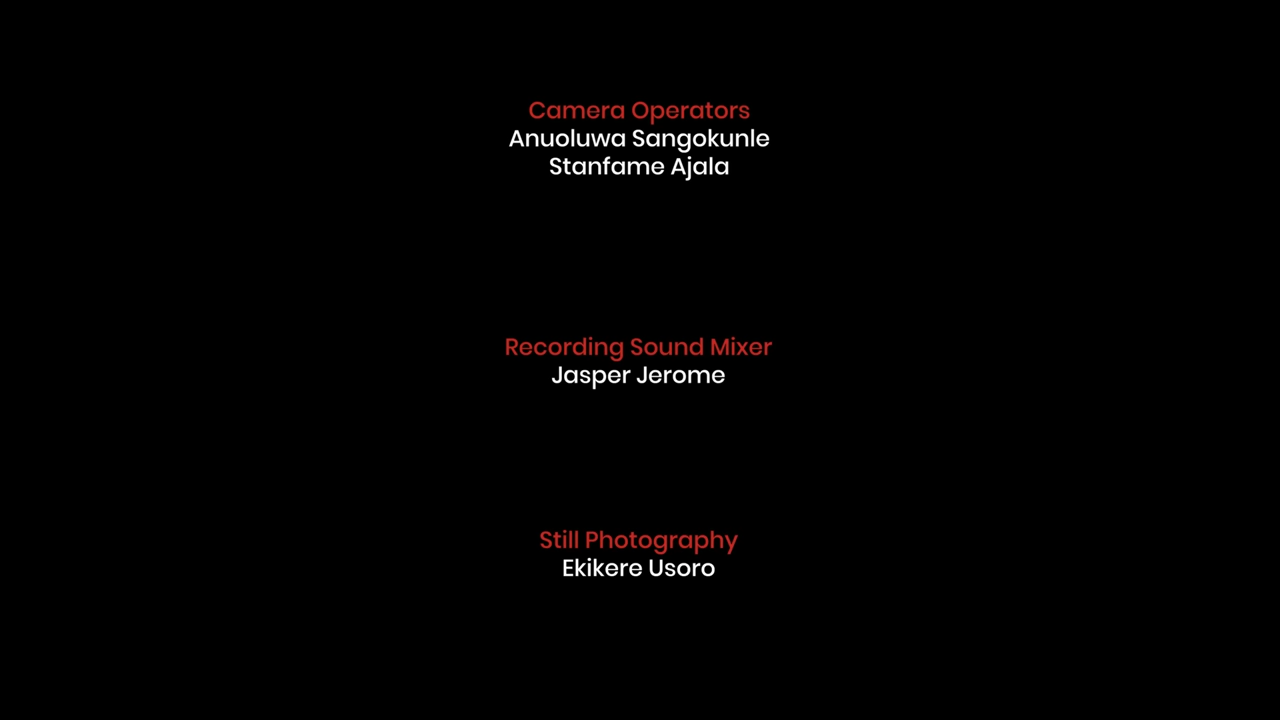 Camera Operators
Anuoluwa Sangokunle
Stanfame Ajala
Recording Sound Mixer
Jasper Jerome
Still Photography
Ekikere Usoro